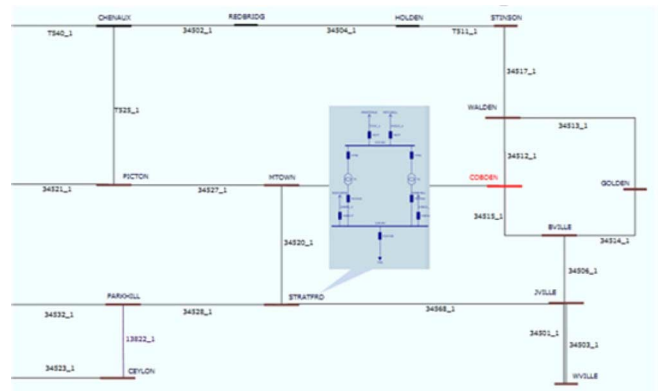 CHENAUX
REDBRIDG
HOLDEN
STINSON
T540_1
34502_1
34504_1
T511_1
34517_1
WALDEN
T525_1
34513_1
34512_1
PICTON
MTOWN
COBDEN
GOLDEN
34521_1
34527_1
34515_1
BVILLE
34520_1
34514_1
34506_1
PARKHILL
STRATFRD
JVILLE
34532_1
34528_1
34568_1
13822_1
34501_1
34503_1
34523_1
CEYLON
WVILLE